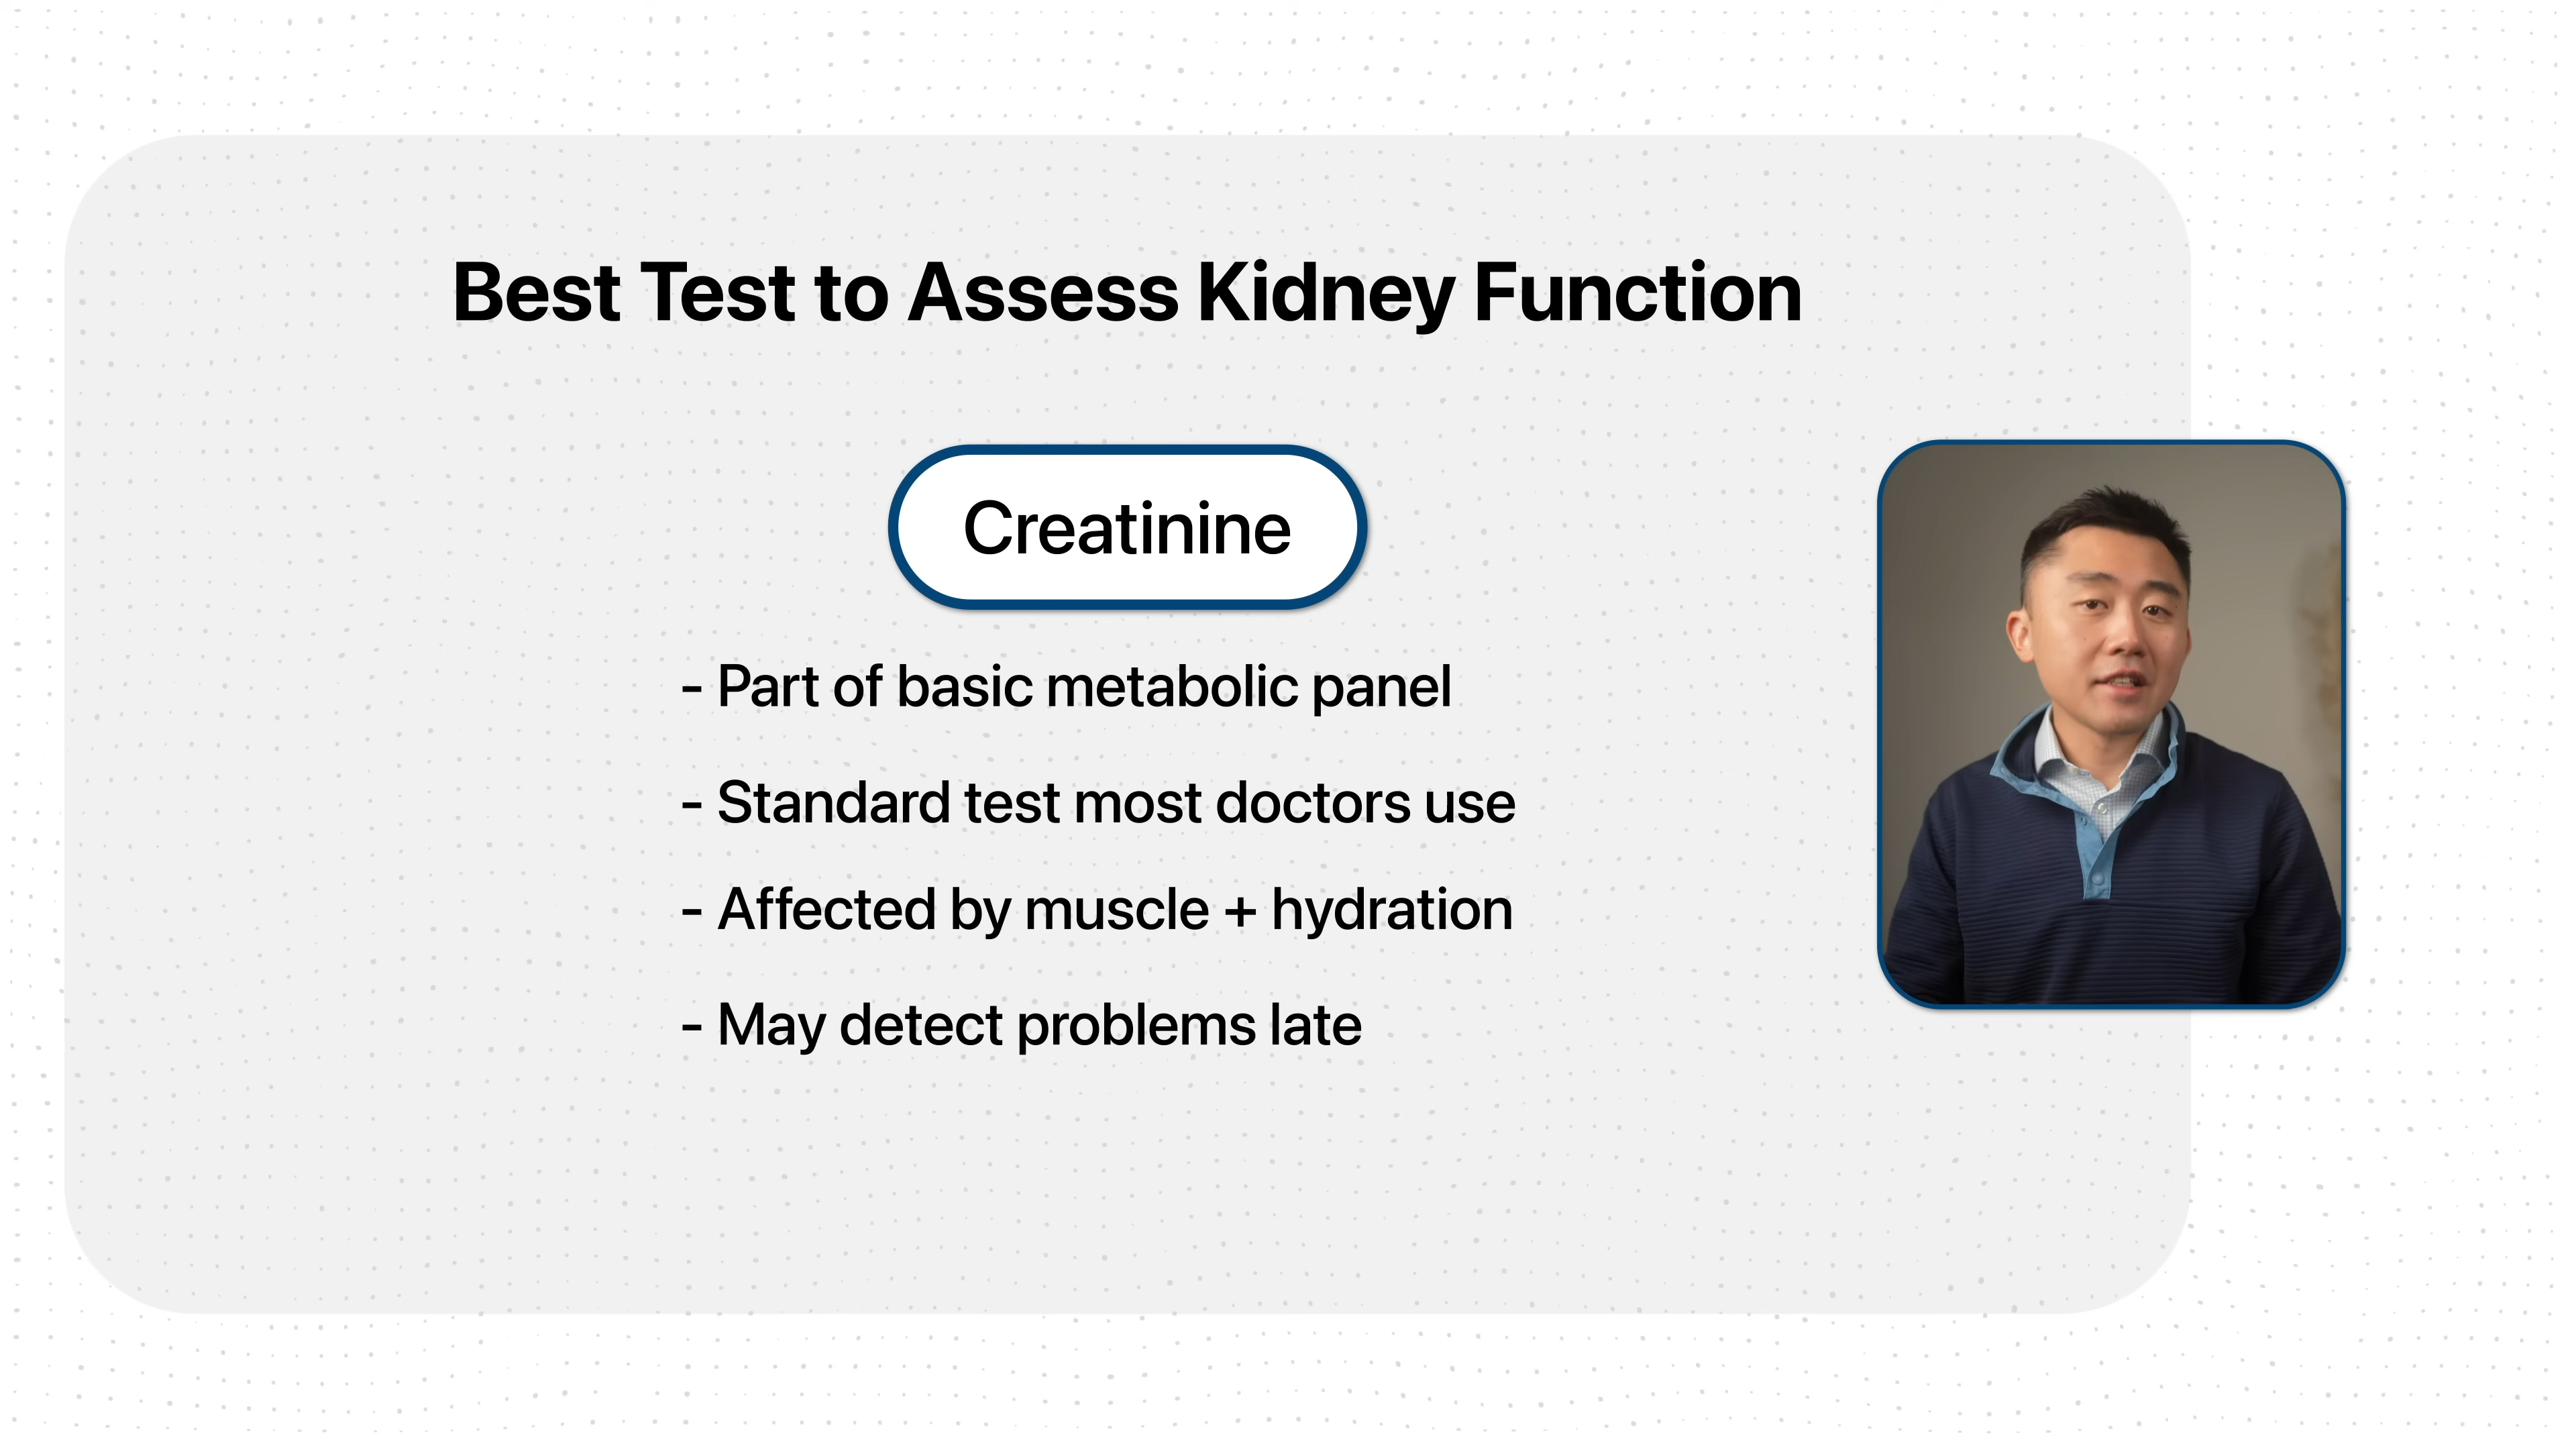 Best Test to Assess Kidney Function
Creatinine
- Part of basic metabolic panel
- Standard test most doctors use
- Affected by muscle + hydration
- May detect problems late